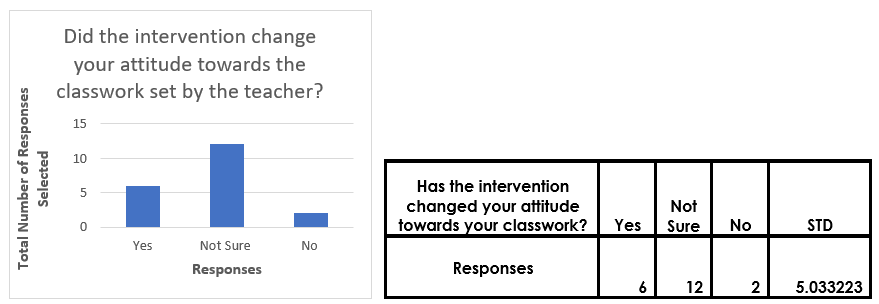 Did the intervention change
your attitude towards the
classwork set by the teacher?
Total Number of Responses
Selected
15
10
5
0
Yes
Not Sure
No
Responses
Has the intervention
changed your attitude
towards your classwork?
Yes
Not
Sure
No
STD
Responses
6
12
2
5.033223